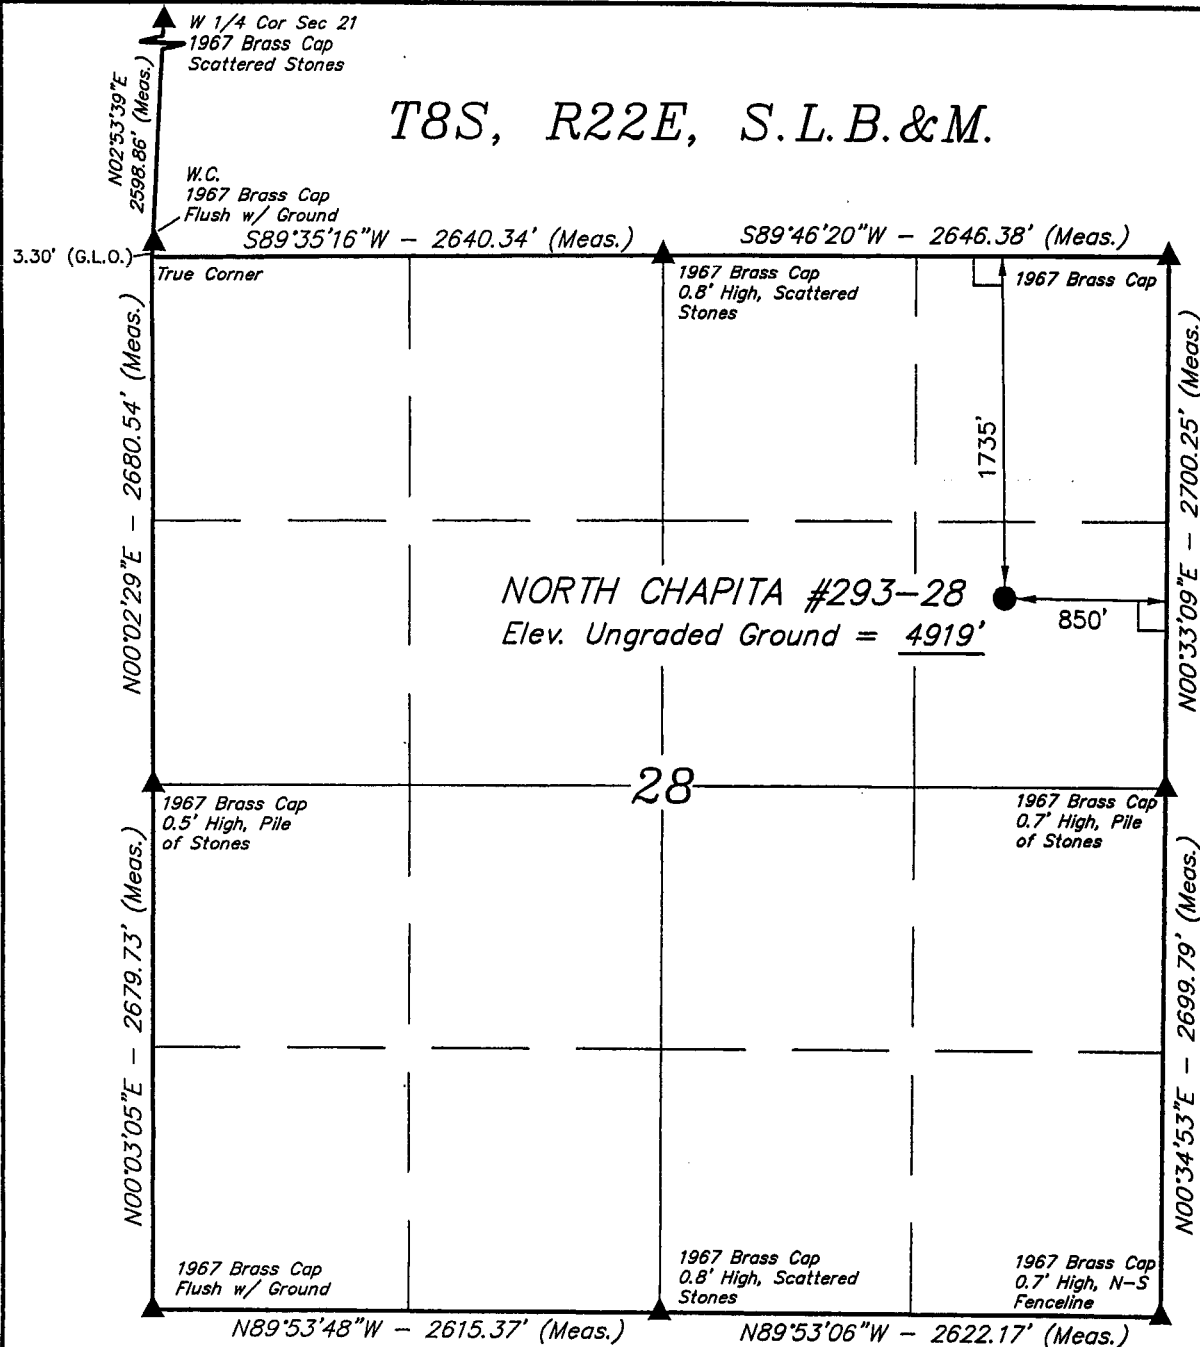 W 1/4 Cor Sec 21
1967 Brass Cap
Scattered Stones
N02°53'39"E
2598.86' (Meas.)
T8S, R22E, S.L.B.&M.
W.C.
1967 Brass Cap
Flush w/ Ground
3.30' (G.L.O.)
True Corner
S89°35'16"W - 2640.34' (Meas.)
S89°46'20"W - 2646.38' (Meas.)
1967 Brass Cap
0.8' High, Scattered
Stones
1967 Brass Cap
N00°02'29"E - 2680.54' (Meas.)
1735'
N00°33'09"E - 2700.25' (Meas.)
NORTH CHAPITA #293-28
Elev. Ungraded Ground = 4919'
850'
28
1967 Brass Cap
0.5' High, Pile
of Stones
1967 Brass Cap
0.7' High, Pile
of Stones
N00°03'05"E - 2679.73' (Meas.)
N00°34'53"E - 2699.79' (Meas.)
1967 Brass Cap
Flush w/ Ground
1967 Brass Cap
0.8' High, Scattered
Stones
1967 Brass Cap
0.7' High, N-S
Fenceline
N89°53'48"W - 2615.37' (Meas.)
N89°53'06"W - 2622.17' (Meas.)